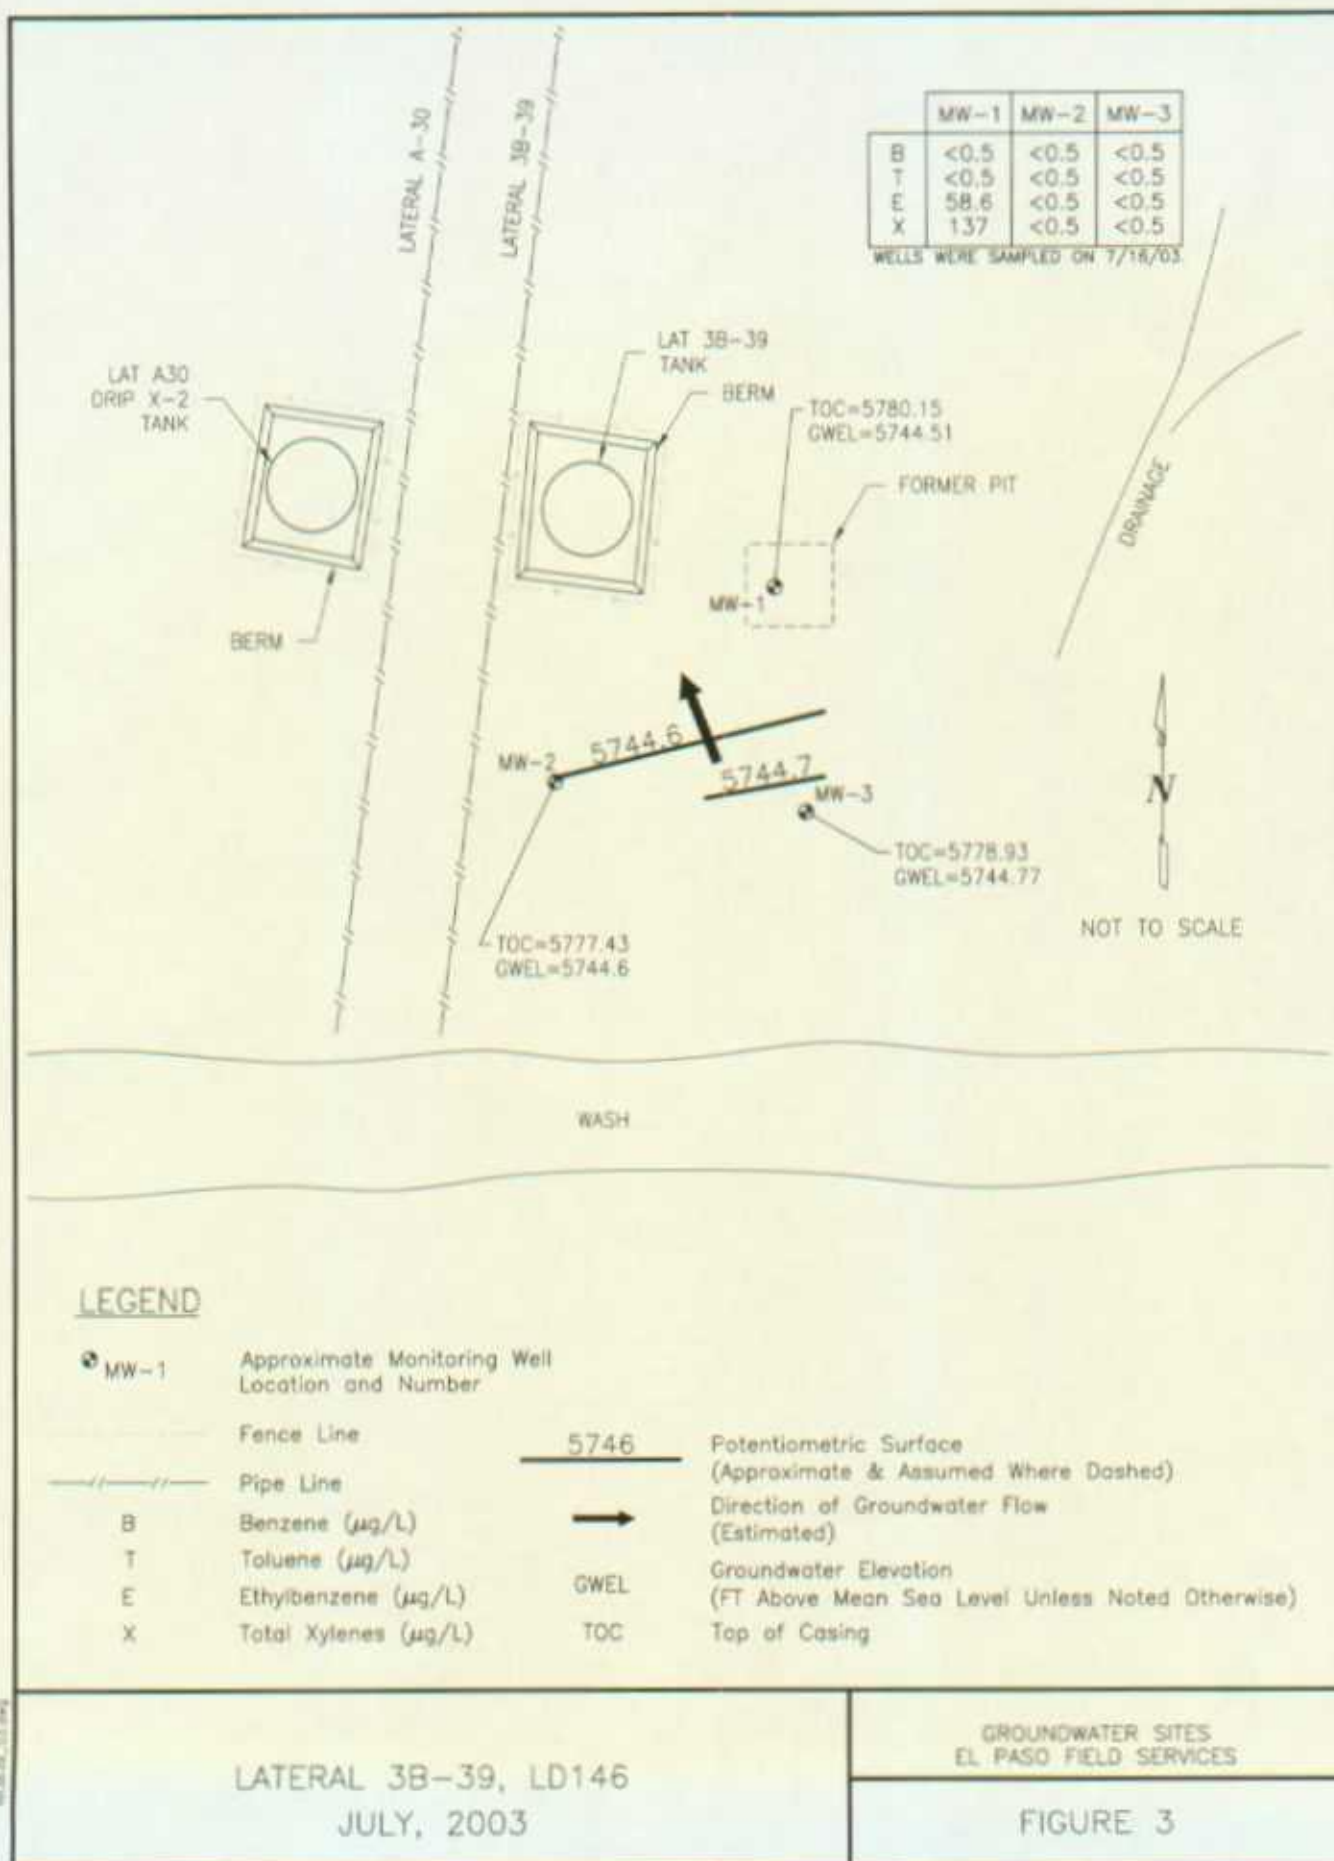 MW-1 MW-2 MW-3
B <0.5 <0.5 <0.5
T <0.5 <0.5 <0.5
E 58.6 <0.5 <0.5
X 137 <0.5 <0.5
WELLS WERE SAMPLED ON 7/16/03
LATERAL A-30
LATERAL 3B-39
LAT 3B-39
TANK
BERM
LAT A30
DRIP X-2
TANK
BERM
TOC=5780.15
GWEL=5744.51
FORMER PIT
MW-1
DRAINAGE
5744.6
MW-2
5744.7
MW-3
TOC=5778.93
GWEL=5744.77
N
NOT TO SCALE
TOC=5777.43
GWEL=5744.6
WASH
LEGEND
MW-1 Approximate Monitoring Well
Location and Number
Fence Line
Pipe Line
B Benzene (µg/L)
T Toluene (µg/L)
E Ethylbenzene (µg/L)
X Total Xylenes (µg/L)
5746 Potentiometric Surface
(Approximate & Assumed Where Dashed)
Direction of Groundwater Flow
(Estimated)
GWEL Groundwater Elevation
(FT Above Mean Sea Level Unless Noted Otherwise)
TOC Top of Casing
LATERAL 3B-39, LD146
JULY, 2003
GROUNDWATER SITES
EL PASO FIELD SERVICES
FIGURE 3